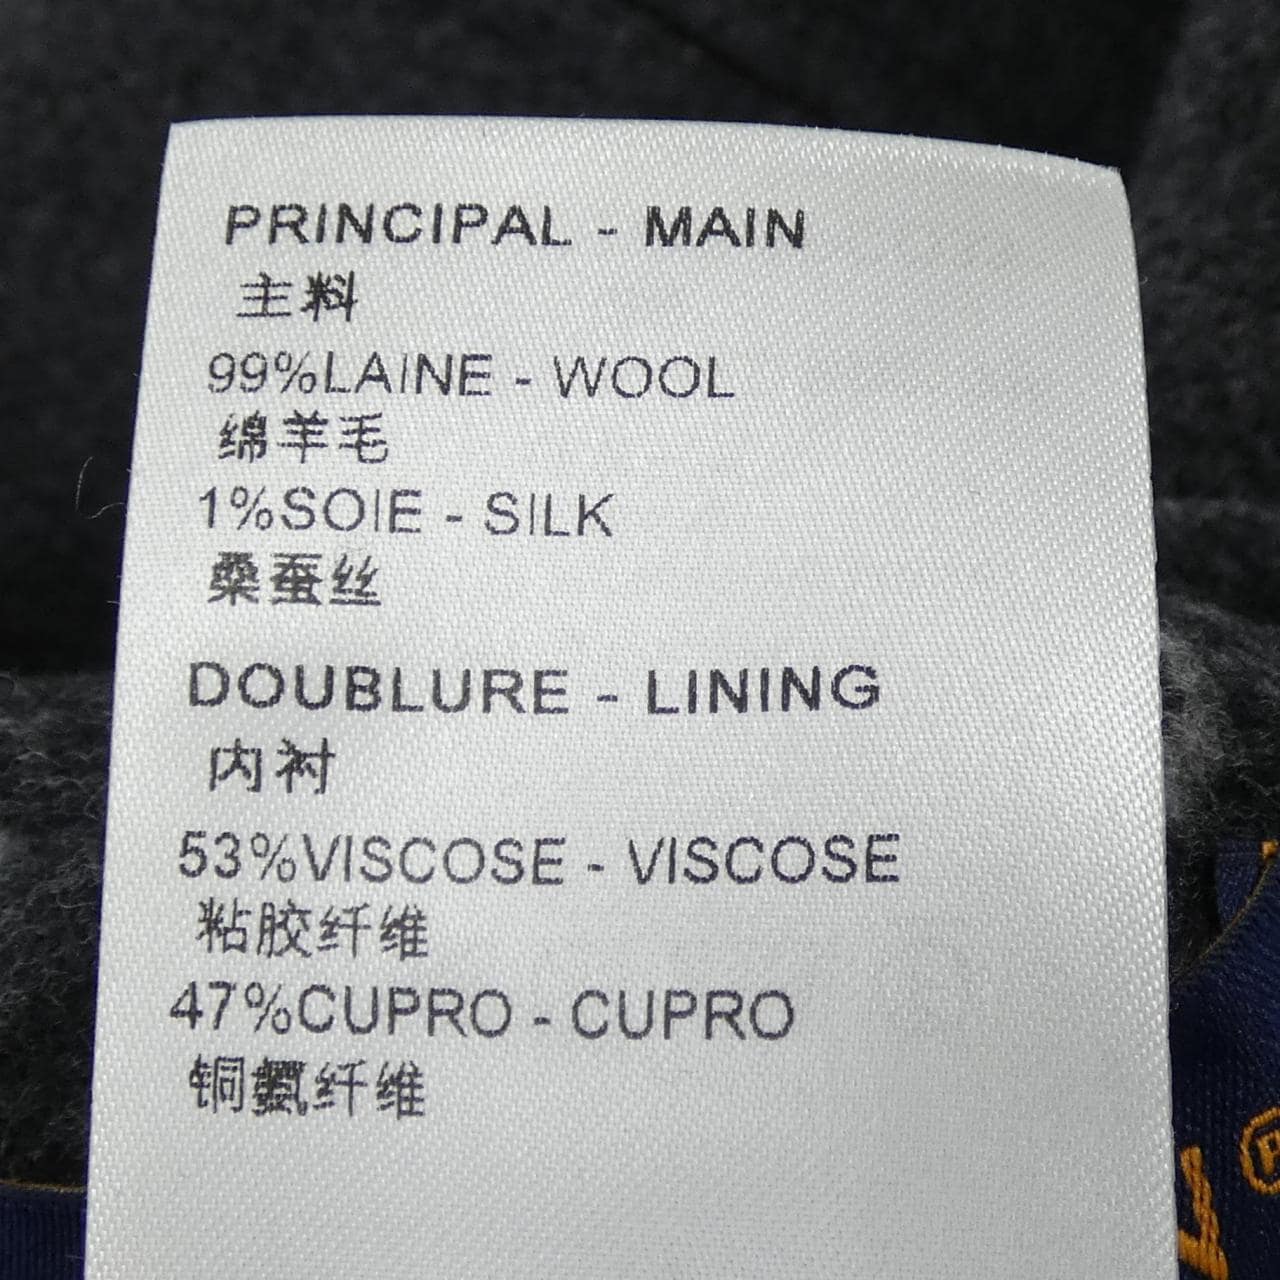 PRINCIPAL - MAIN
主料
99%LAINE - WOOL
绵羊毛
1%SOIE - SILK
桑蚕丝
DOUBLURE - LINING
内衬
53%VISCOSE - VISCOSE
粘胶纤维
47%CUPRO - CUPRO
铜氨纤维